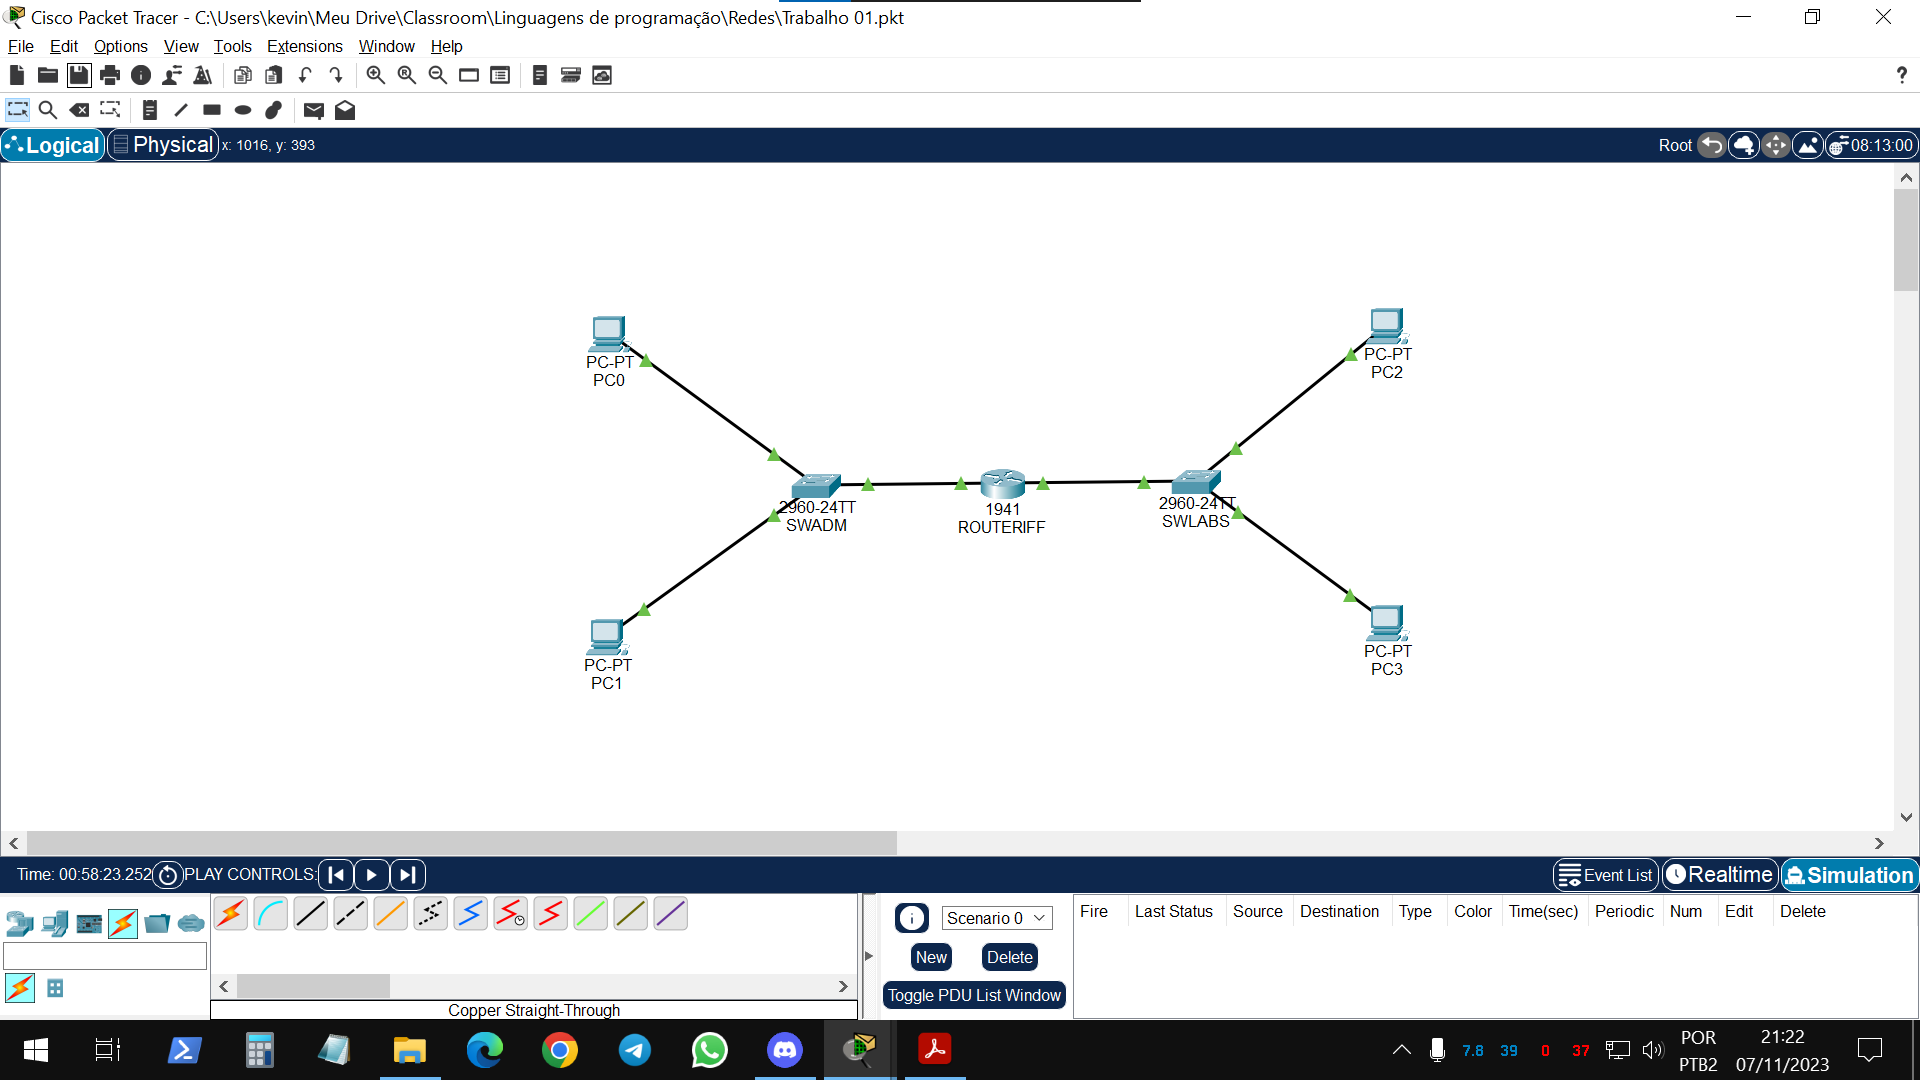 Cisco Packet Tracer - C:\Users\kevin\Meu Drive\Classroom\Linguagens de programação\Redes\Trabalho 01.pkt
File Edit Options View Tools Extensions Window Help
?
Logical Physical x: 1016, y: 393 Root 08:13:00
PC-PT
PC0
PC-PT
PC2
2960-24TT
SWADM
1941
ROUTERIFF
2960-24TT
SWLABS
PC-PT
PC1
PC-PT
PC3
Time: 00:58:23.252 PLAY CONTROLS: Event List Realtime Simulation
Scenario 0
New Delete
Toggle PDU List Window
Fire Last Status Source Destination Type Color Time(sec) Periodic Num Edit Delete
Copper Straight-Through
7.8 39 0 37
POR
PTB2
21:22
07/11/2023